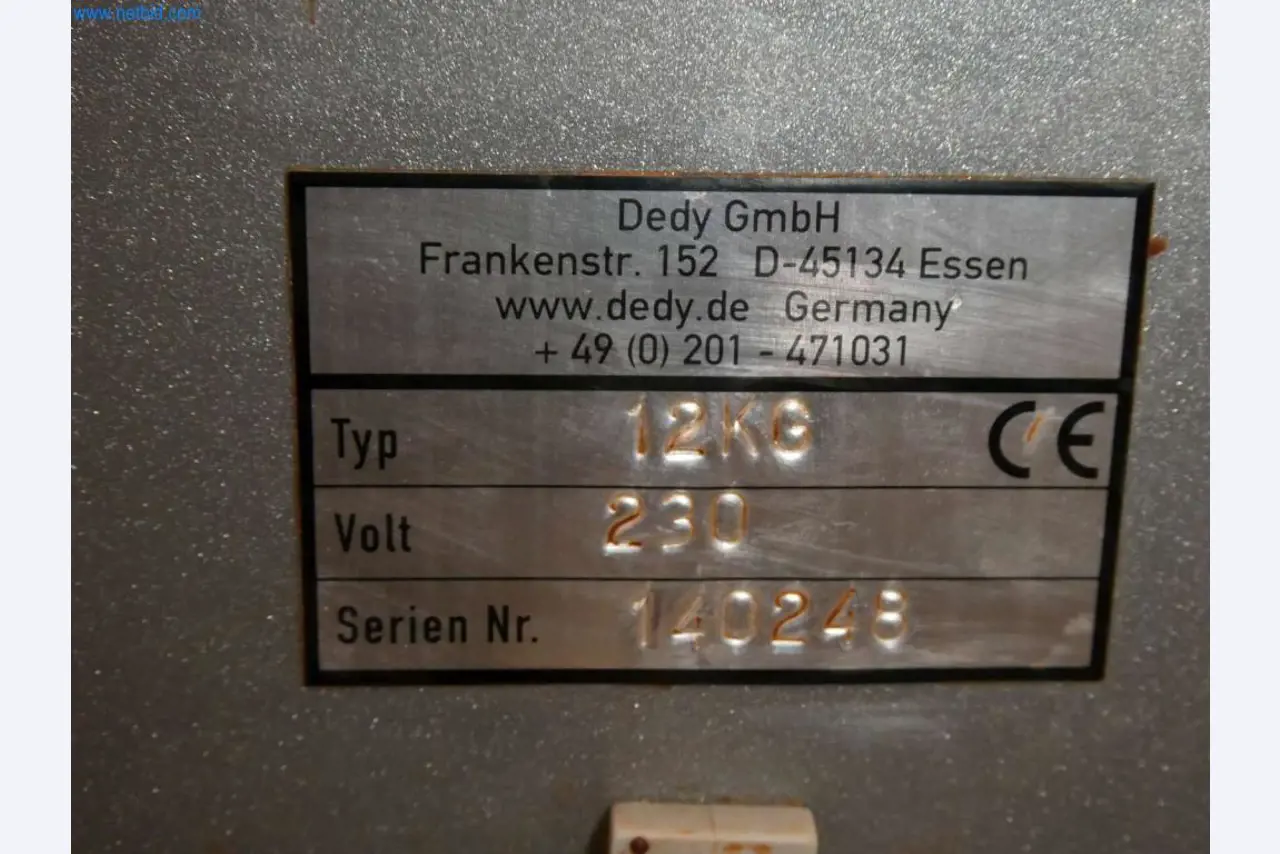 www.netbid.com
Dedy GmbH
Frankenstr. 152 D-45134 Essen
www.dedy.de Germany
+ 49 (0) 201 - 471031
Typ 12KG CE
Volt 230
Serien Nr. 140248